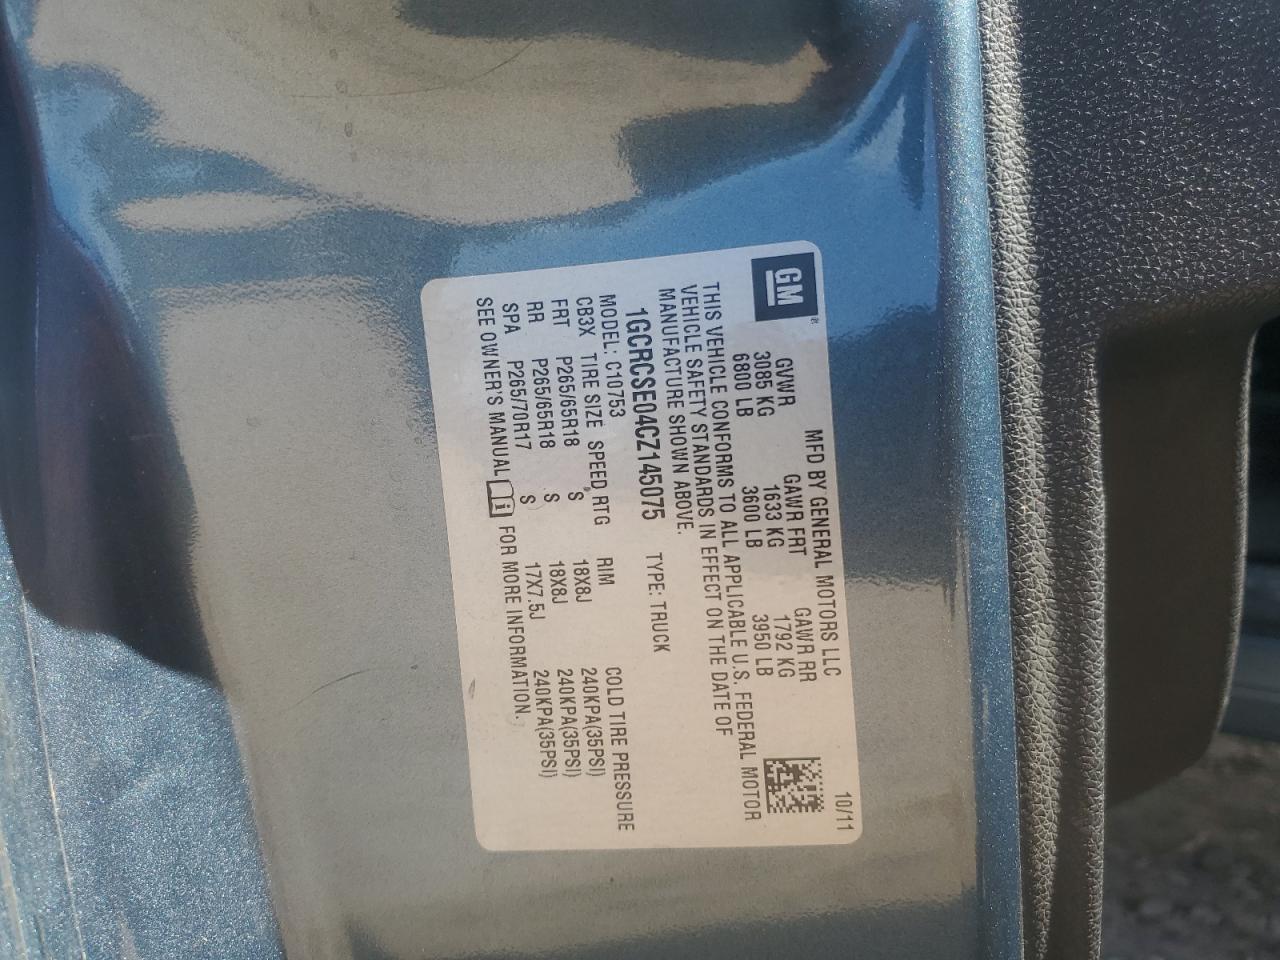 GM
MFD BY GENERAL MOTORS LLC 10/11
GVWR GAWR FRT GAWR RR
3085 KG 1633 KG 1792 KG
6800 LB 3600 LB 3950 LB
THIS VEHICLE CONFORMS TO ALL APPLICABLE U.S. FEDERAL MOTOR
VEHICLE SAFETY STANDARDS IN EFFECT ON THE DATE OF
MANUFACTURE SHOWN ABOVE.
1GCRCSE04CZ145075 TYPE: TRUCK
MODEL: C10753
CB3X TIRE SIZE SPEED RTG RIM COLD TIRE PRESSURE
FRT P265/65R18 S 18X8J 240KPA(35PSI)
RR P265/65R18 S 18X8J 240KPA(35PSI)
SPA P265/70R17 S 17X7.5J 240KPA(35PSI)
SEE OWNER'S MANUAL i FOR MORE INFORMATION.